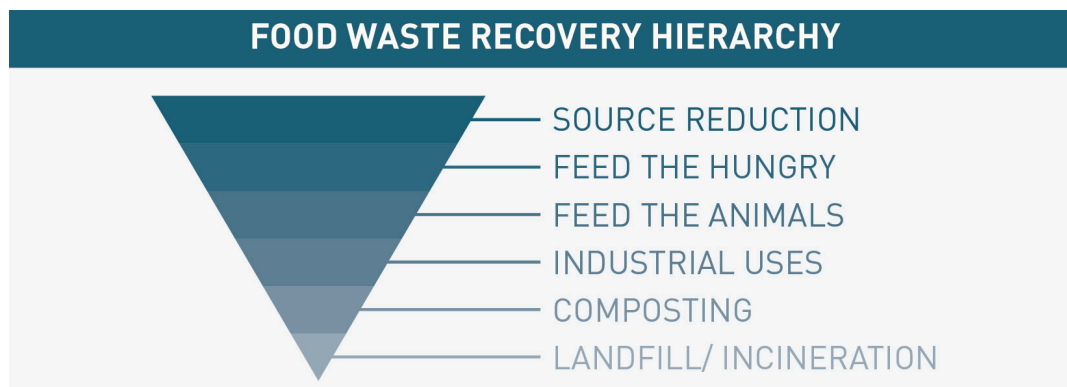 FOOD WASTE RECOVERY HIERARCHY
SOURCE REDUCTION
FEED THE HUNGRY
FEED THE ANIMALS
INDUSTRIAL USES
COMPOSTING
LANDFILL/ INCINERATION